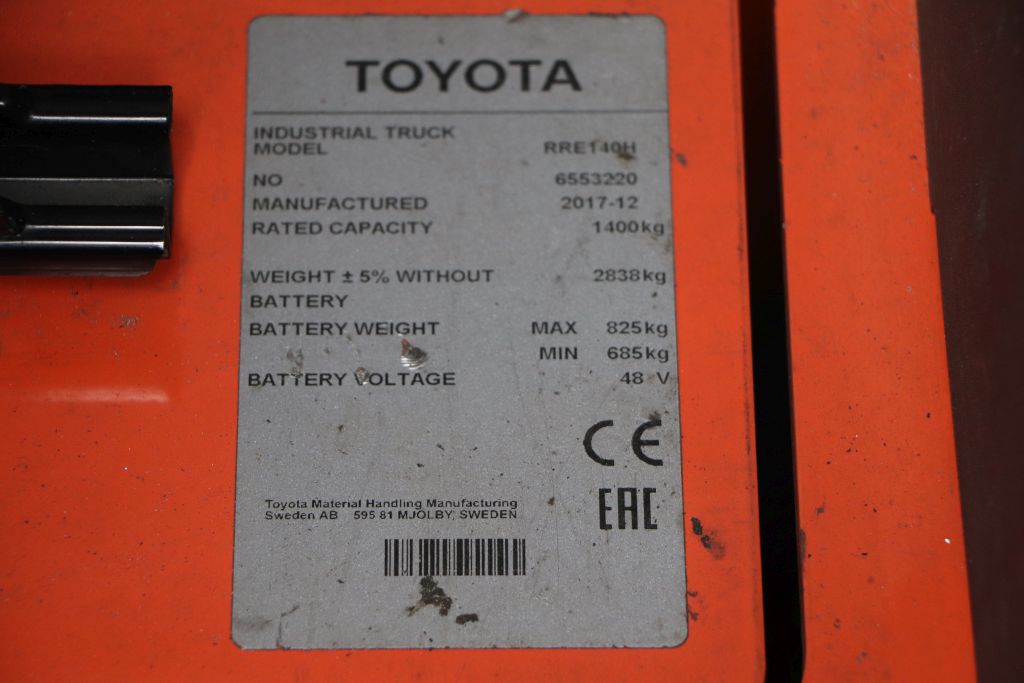 TOYOTA
INDUSTRIAL TRUCK
MODEL RRE140H
NO 6553220
MANUFACTURED 2017-12
RATED CAPACITY 1400kg
WEIGHT ± 5% WITHOUT 2838kg
BATTERY
BATTERY WEIGHT MAX 825kg
MIN 685kg
BATTERY VOLTAGE 48 V
CE
EAC
Toyota Material Handling Manufacturing
Sweden AB 595 81 MJÖLBY, SWEDEN